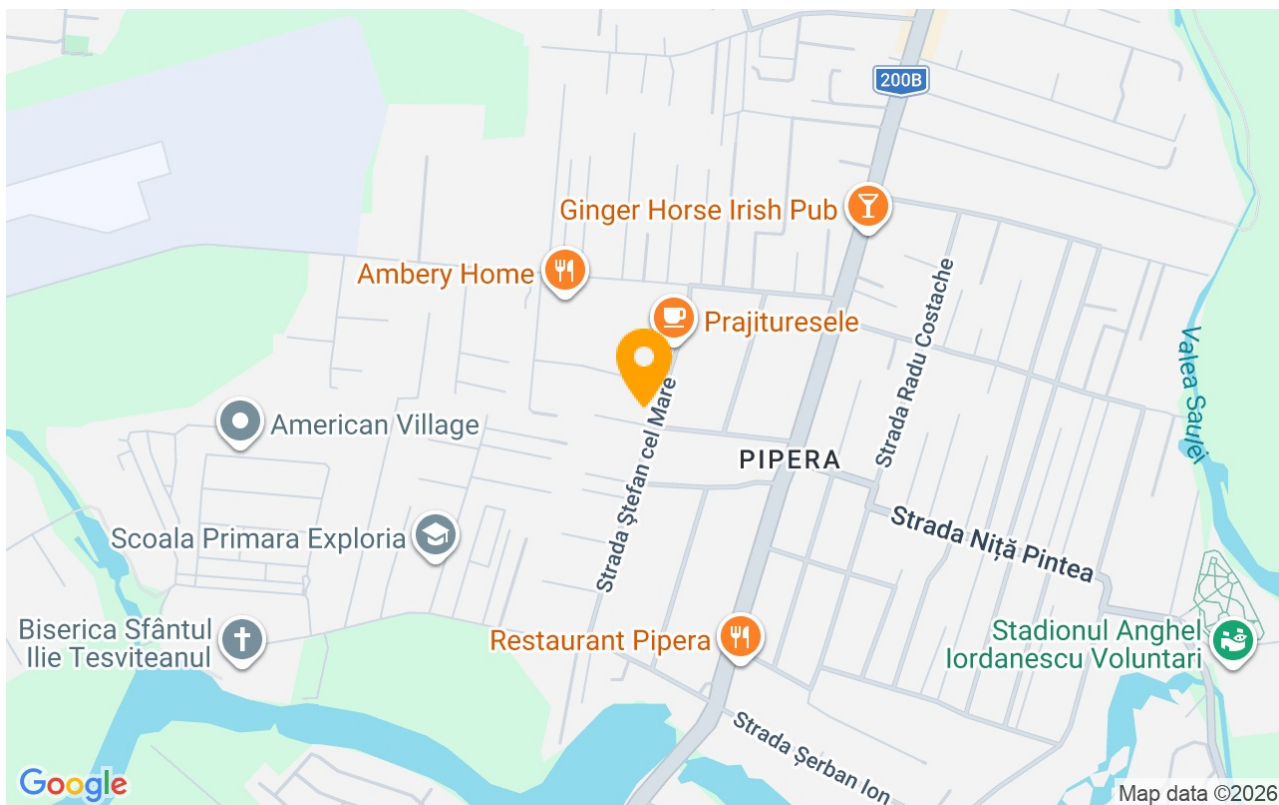 200B
Ginger Horse Irish Pub
Ambery Home
Prajituresele
Strada Radu Costache
Valea Saulei
Strada Ștefan cel Mare
American Village
PIPERA
Scoala Primara Exploria
Strada Niță Pintea
Biserica Sfântul
Ilie Tesviteanul
Restaurant Pipera
Stadionul Anghel
Iordanescu Voluntari
Strada Șerban Ion
Google
Map data ©2026